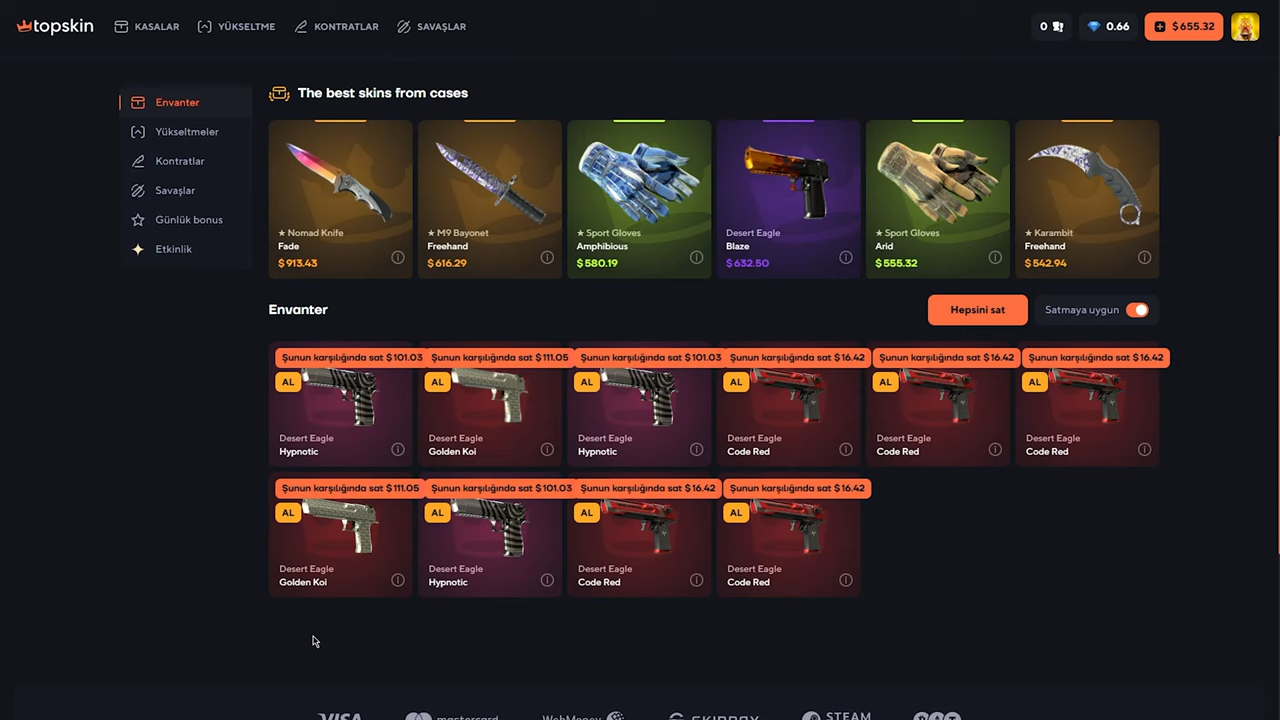 topskin
KASALAR
YÜKSELTME
KONTRATLAR
SAVAŞLAR
0
0.66
$655.32
Envanter
Yükseltmeler
Kontratlar
Savaşlar
Günlük bonus
Etkinlik
The best skins from cases
★ Nomad Knife
Fade
$913.43
★ M9 Bayonet
Freehand
$616.29
★ Sport Gloves
Amphibious
$580.19
Desert Eagle
Blaze
$632.50
★ Sport Gloves
Arid
$555.32
★ Karambit
Freehand
$542.94
Envanter
Hepsini sat
Satmaya uygun
Şunun karşılığında sat $101.03
AL
Desert Eagle
Hypnotic
Şunun karşılığında sat $111.05
AL
Desert Eagle
Golden Koi
Şunun karşılığında sat $101.03
AL
Desert Eagle
Hypnotic
Şunun karşılığında sat $16.42
AL
Desert Eagle
Code Red
Şunun karşılığında sat $16.42
AL
Desert Eagle
Code Red
Şunun karşılığında sat $16.42
AL
Desert Eagle
Code Red
Şunun karşılığında sat $111.05
AL
Desert Eagle
Golden Koi
Şunun karşılığında sat $101.03
AL
Desert Eagle
Hypnotic
Şunun karşılığında sat $16.42
AL
Desert Eagle
Code Red
Şunun karşılığında sat $16.42
AL
Desert Eagle
Code Red
VISA
mastercard
WebMoney
SKINPAY
STEAM